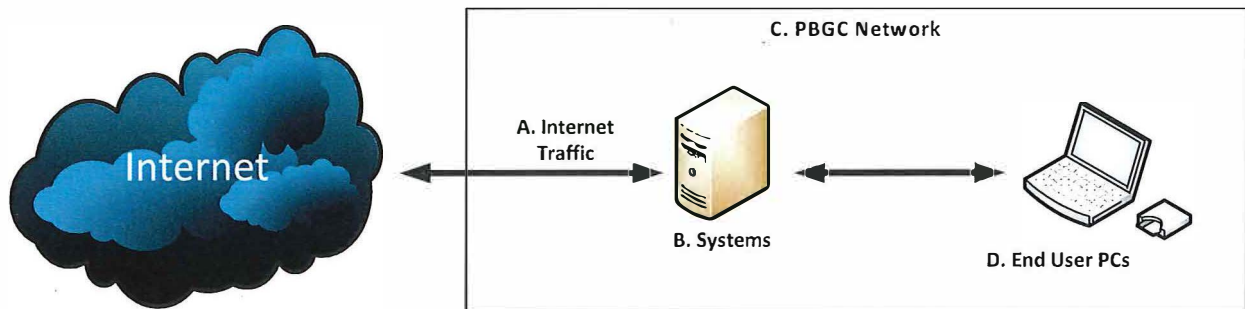 C. PBGC Network
Internet
A. Internet
Traffic
B. Systems
D. End User PCs